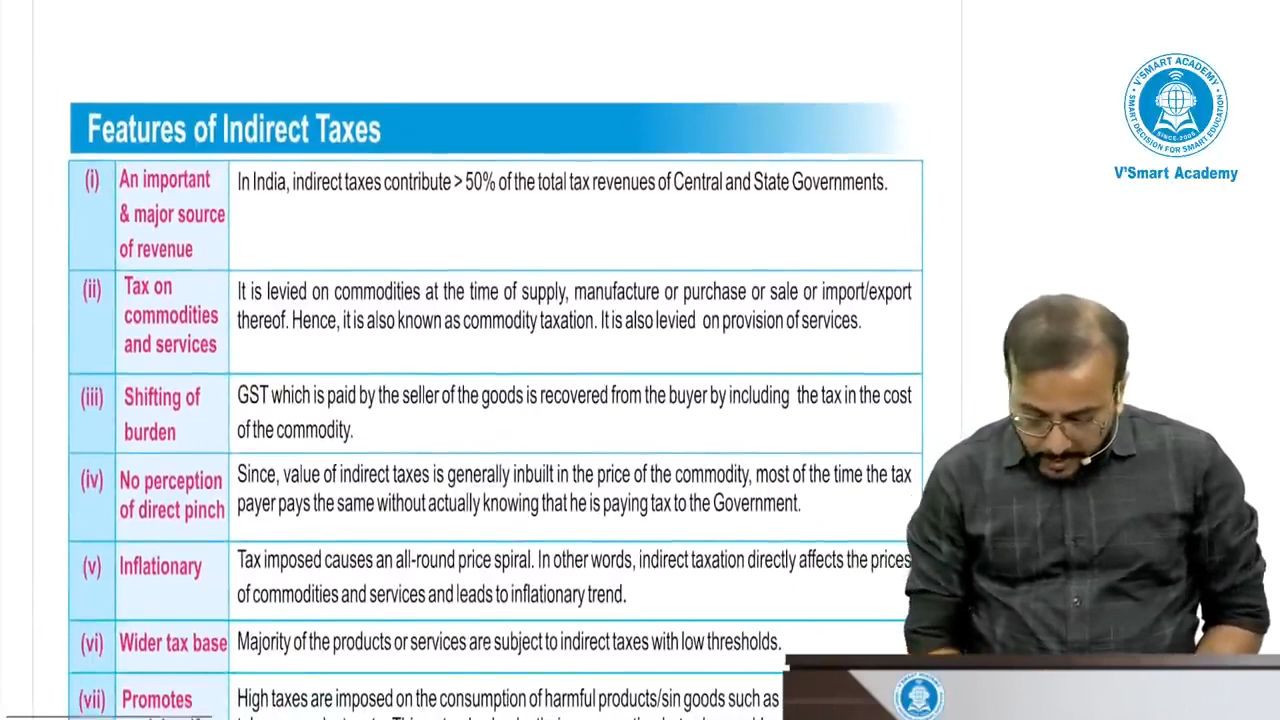 Features of Indirect Taxes
(i) An important & major source of revenue
In India, indirect taxes contribute > 50% of the total tax revenues of Central and State Governments.
(ii) Tax on commodities and services
It is levied on commodities at the time of supply, manufacture or purchase or sale or import/export
thereof. Hence, it is also known as commodity taxation. It is also levied on provision of services.
(iii) Shifting of burden
GST which is paid by the seller of the goods is recovered from the buyer by including the tax in the cost
of the commodity.
(iv) No perception of direct pinch
Since, value of indirect taxes is generally inbuilt in the price of the commodity, most of the time the tax
payer pays the same without actually knowing that he is paying tax to the Government.
(v) Inflationary
Tax imposed causes an all-round price spiral. In other words, indirect taxation directly affects the prices
of commodities and services and leads to inflationary trend.
(vi) Wider tax base
Majority of the products or services are subject to indirect taxes with low thresholds.
(vii) Promotes
High taxes are imposed on the consumption of harmful products/sin goods such as
V'SMART ACADEMY
SMART DECISION FOR SMART EDUCATION
SINCE-2006
V'Smart Academy